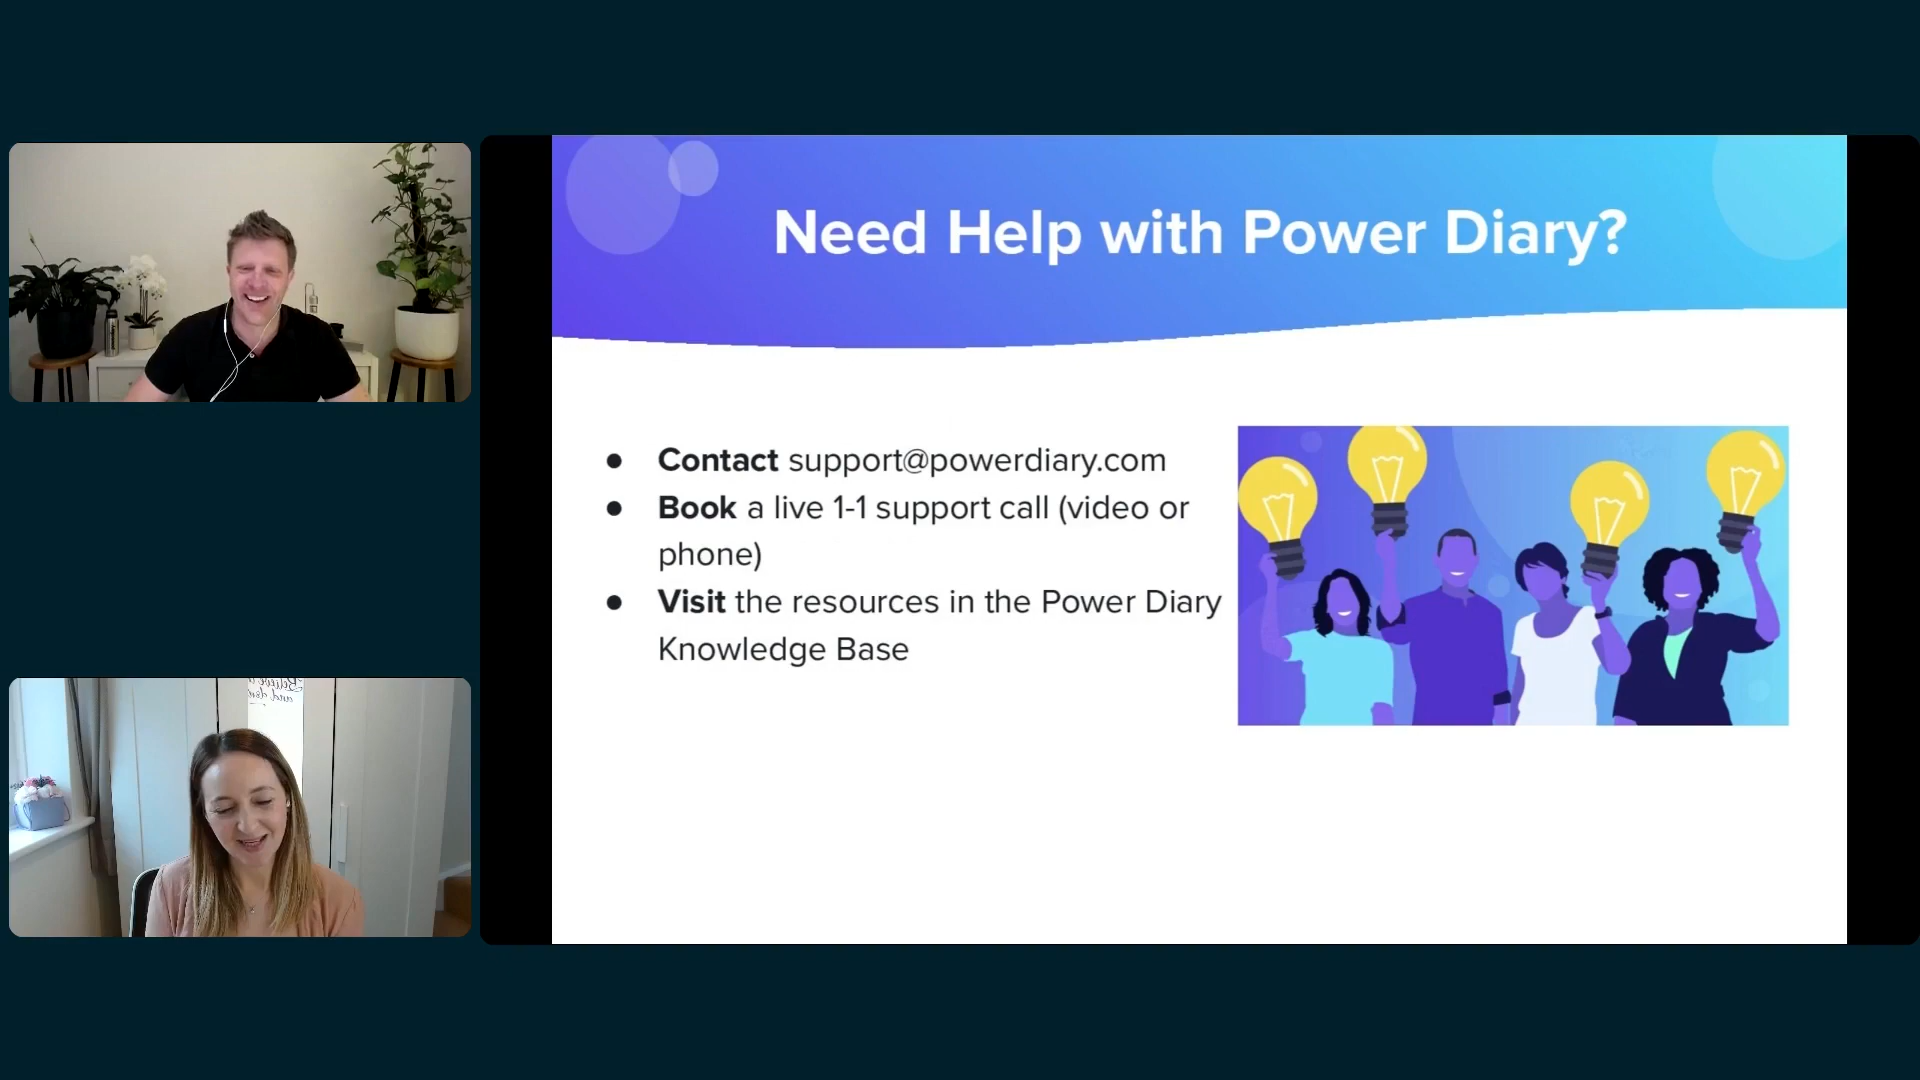 Need Help with Power Diary?
● Contact support@powerdiary.com
● Book a live 1-1 support call (video or
phone)
● Visit the resources in the Power Diary
Knowledge Base